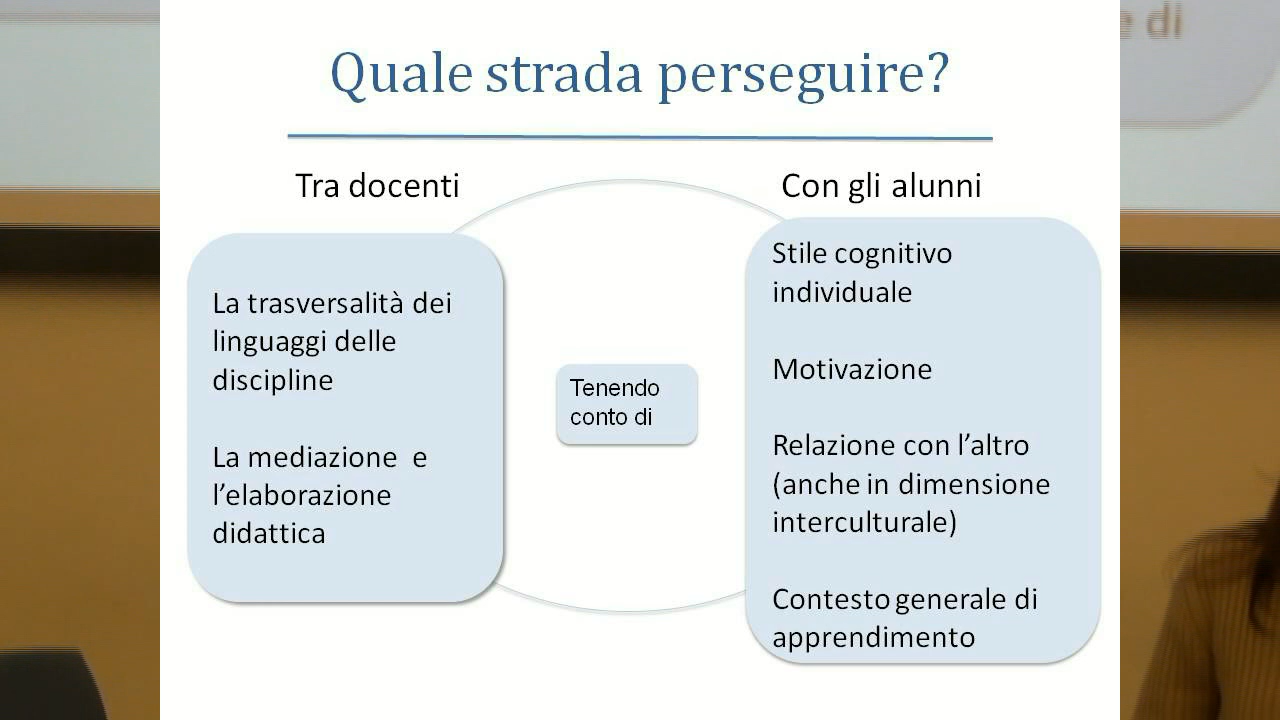 e di
Quale strada perseguire?
Tra docenti
La trasversalità dei
linguaggi delle
discipline
La mediazione e
l’elaborazione
didattica
Tenendo
conto di
Con gli alunni
Stile cognitivo
individuale
Motivazione
Relazione con l’altro
(anche in dimensione
interculturale)
Contesto generale di
apprendimento